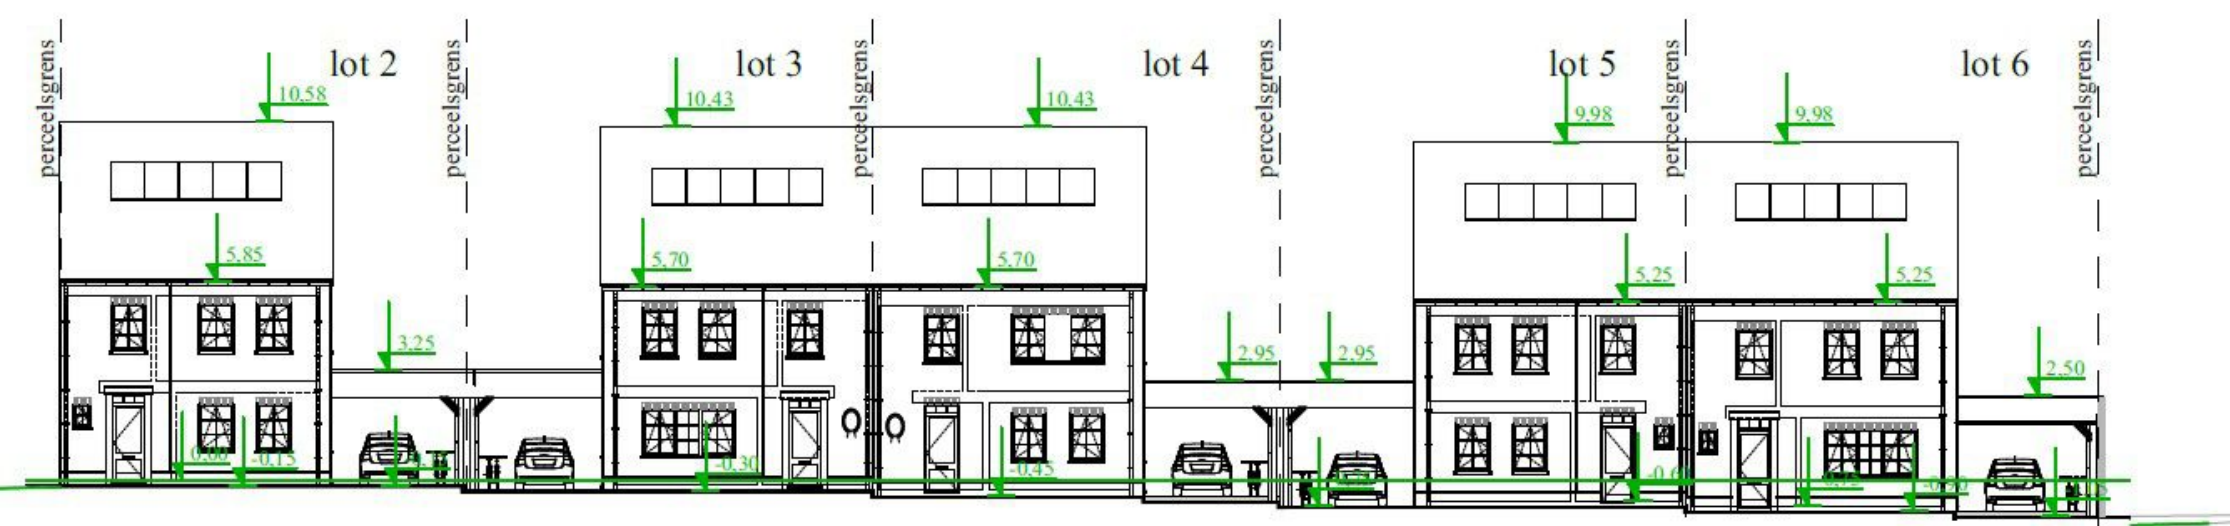 perceelsgrens
lot 2
perceelsgrens
lot 3
perceelsgrens
lot 4
perceelsgrens
lot 5
perceelsgrens
lot 6
perceelsgrens
10,58
10,43
10,43
9,98
9,98
5,85
5,70
5,70
5,25
5,25
3,25
2,95
2,95
2,50
0,00
-0,15
-0,30
-0,45